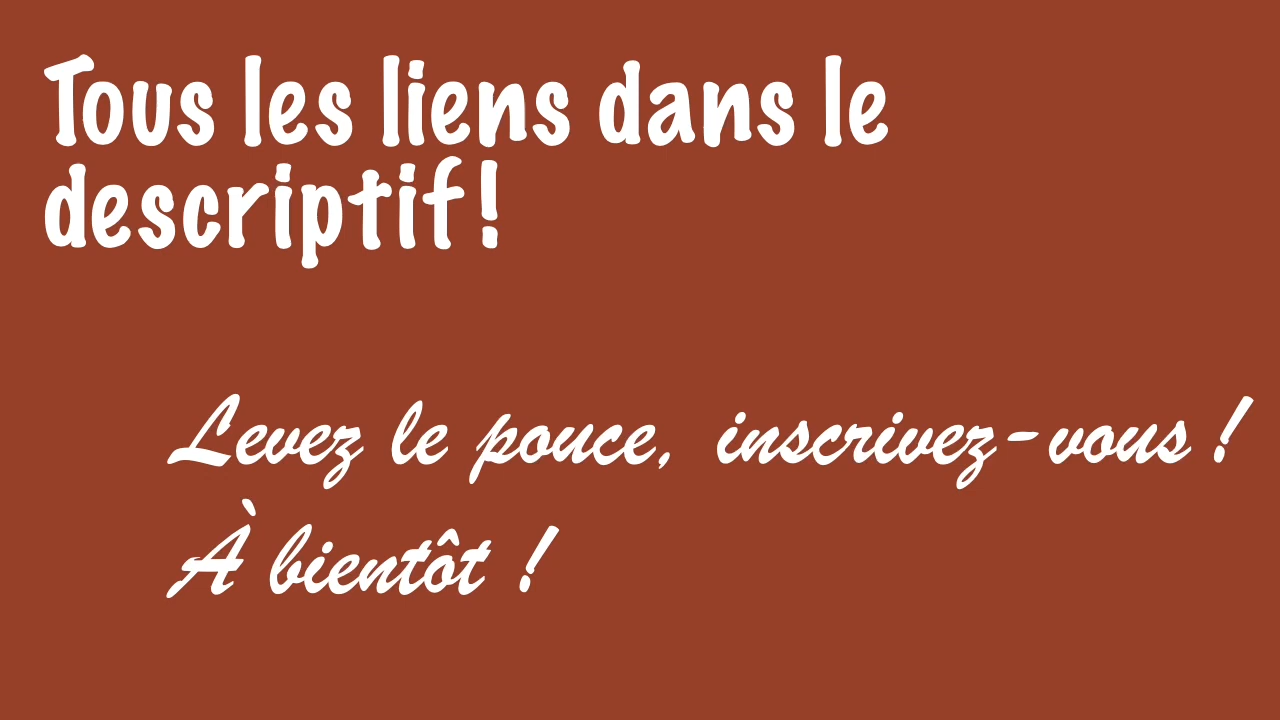 Tous les liens dans le
descriptif !
Levez le pouce, inscrivez-vous !
À bientôt !